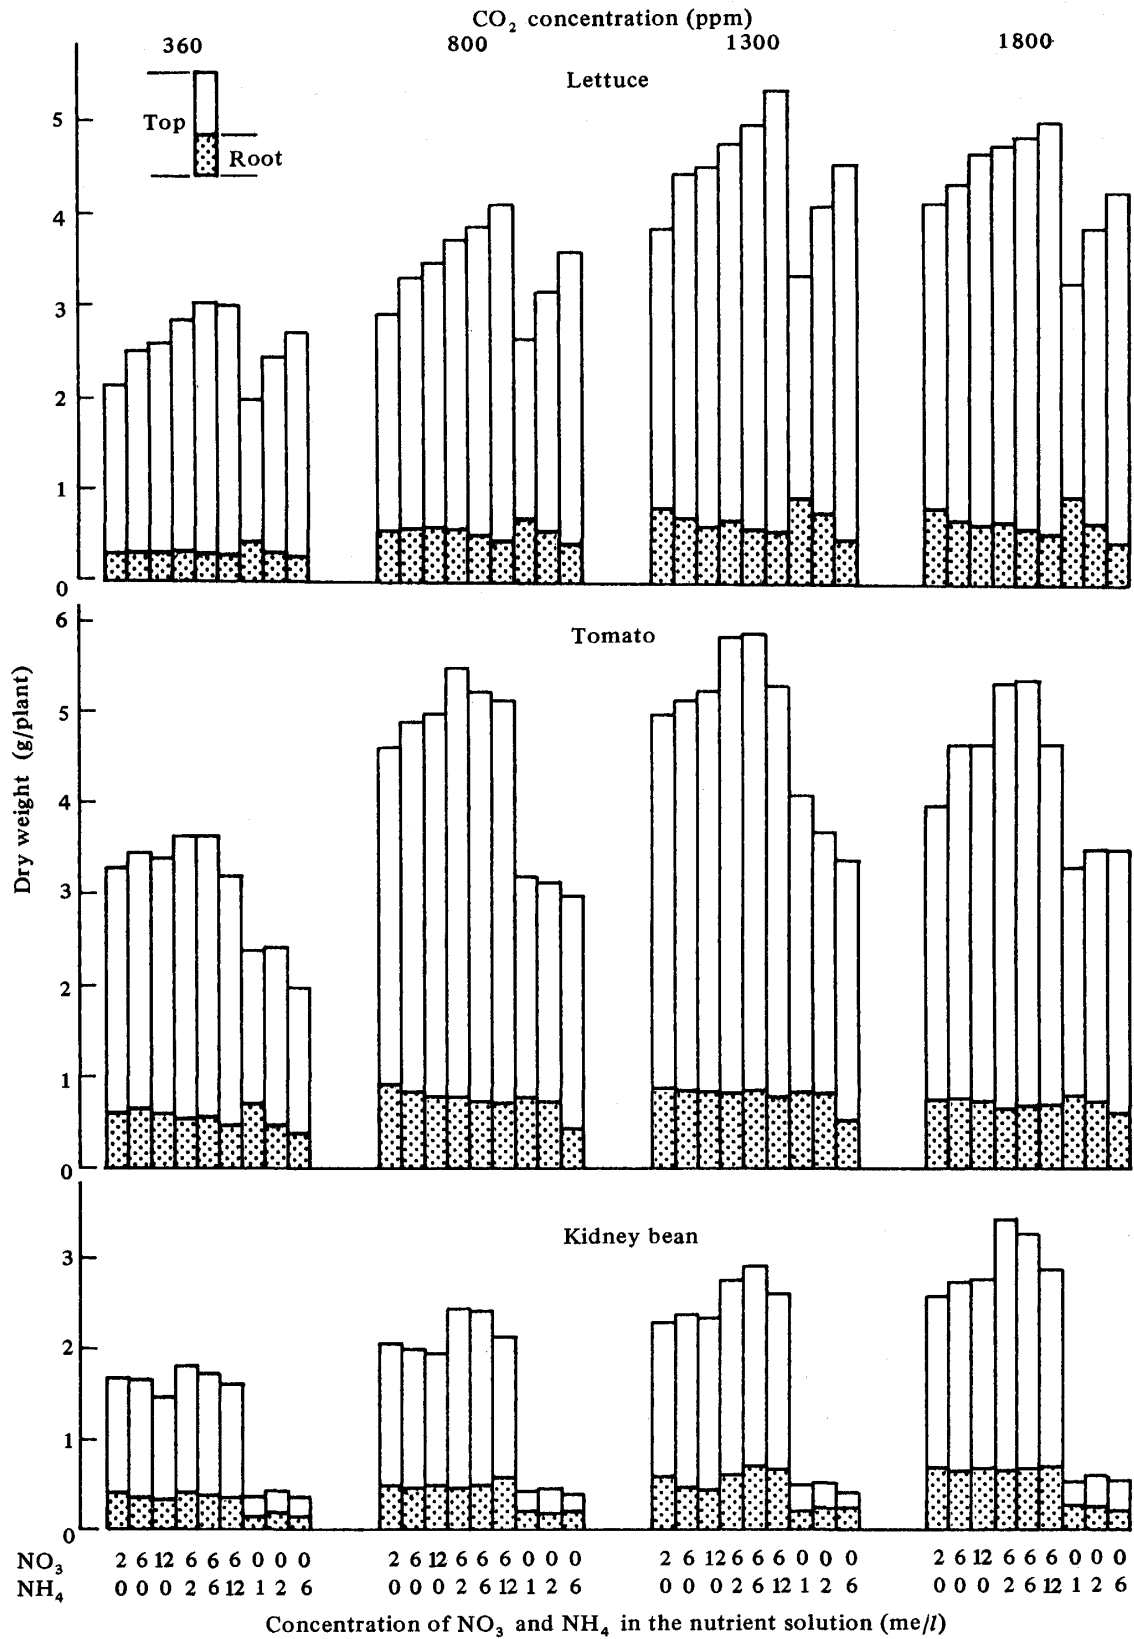 CO₂ concentration (ppm)
360 800 1300 1800
Lettuce
5
Top
Root
4
3
2
1
0
6
Tomato
5
4
3
2
1
0
Dry weight (g/plant)
Kidney bean
3
2
1
0
NO₃ 2 6 12 6 6 6 0 0 0 2 6 12 6 6 6 0 0 0 2 6 12 6 6 6 0 0 0 2 6 12 6 6 6 0 0 0
NH₄ 0 0 0 2 6 12 1 2 6 0 0 0 2 6 12 1 2 6 0 0 0 2 6 12 1 2 6 0 0 0 2 6 12 1 2 6
Concentration of NO₃ and NH₄ in the nutrient solution (me/l)